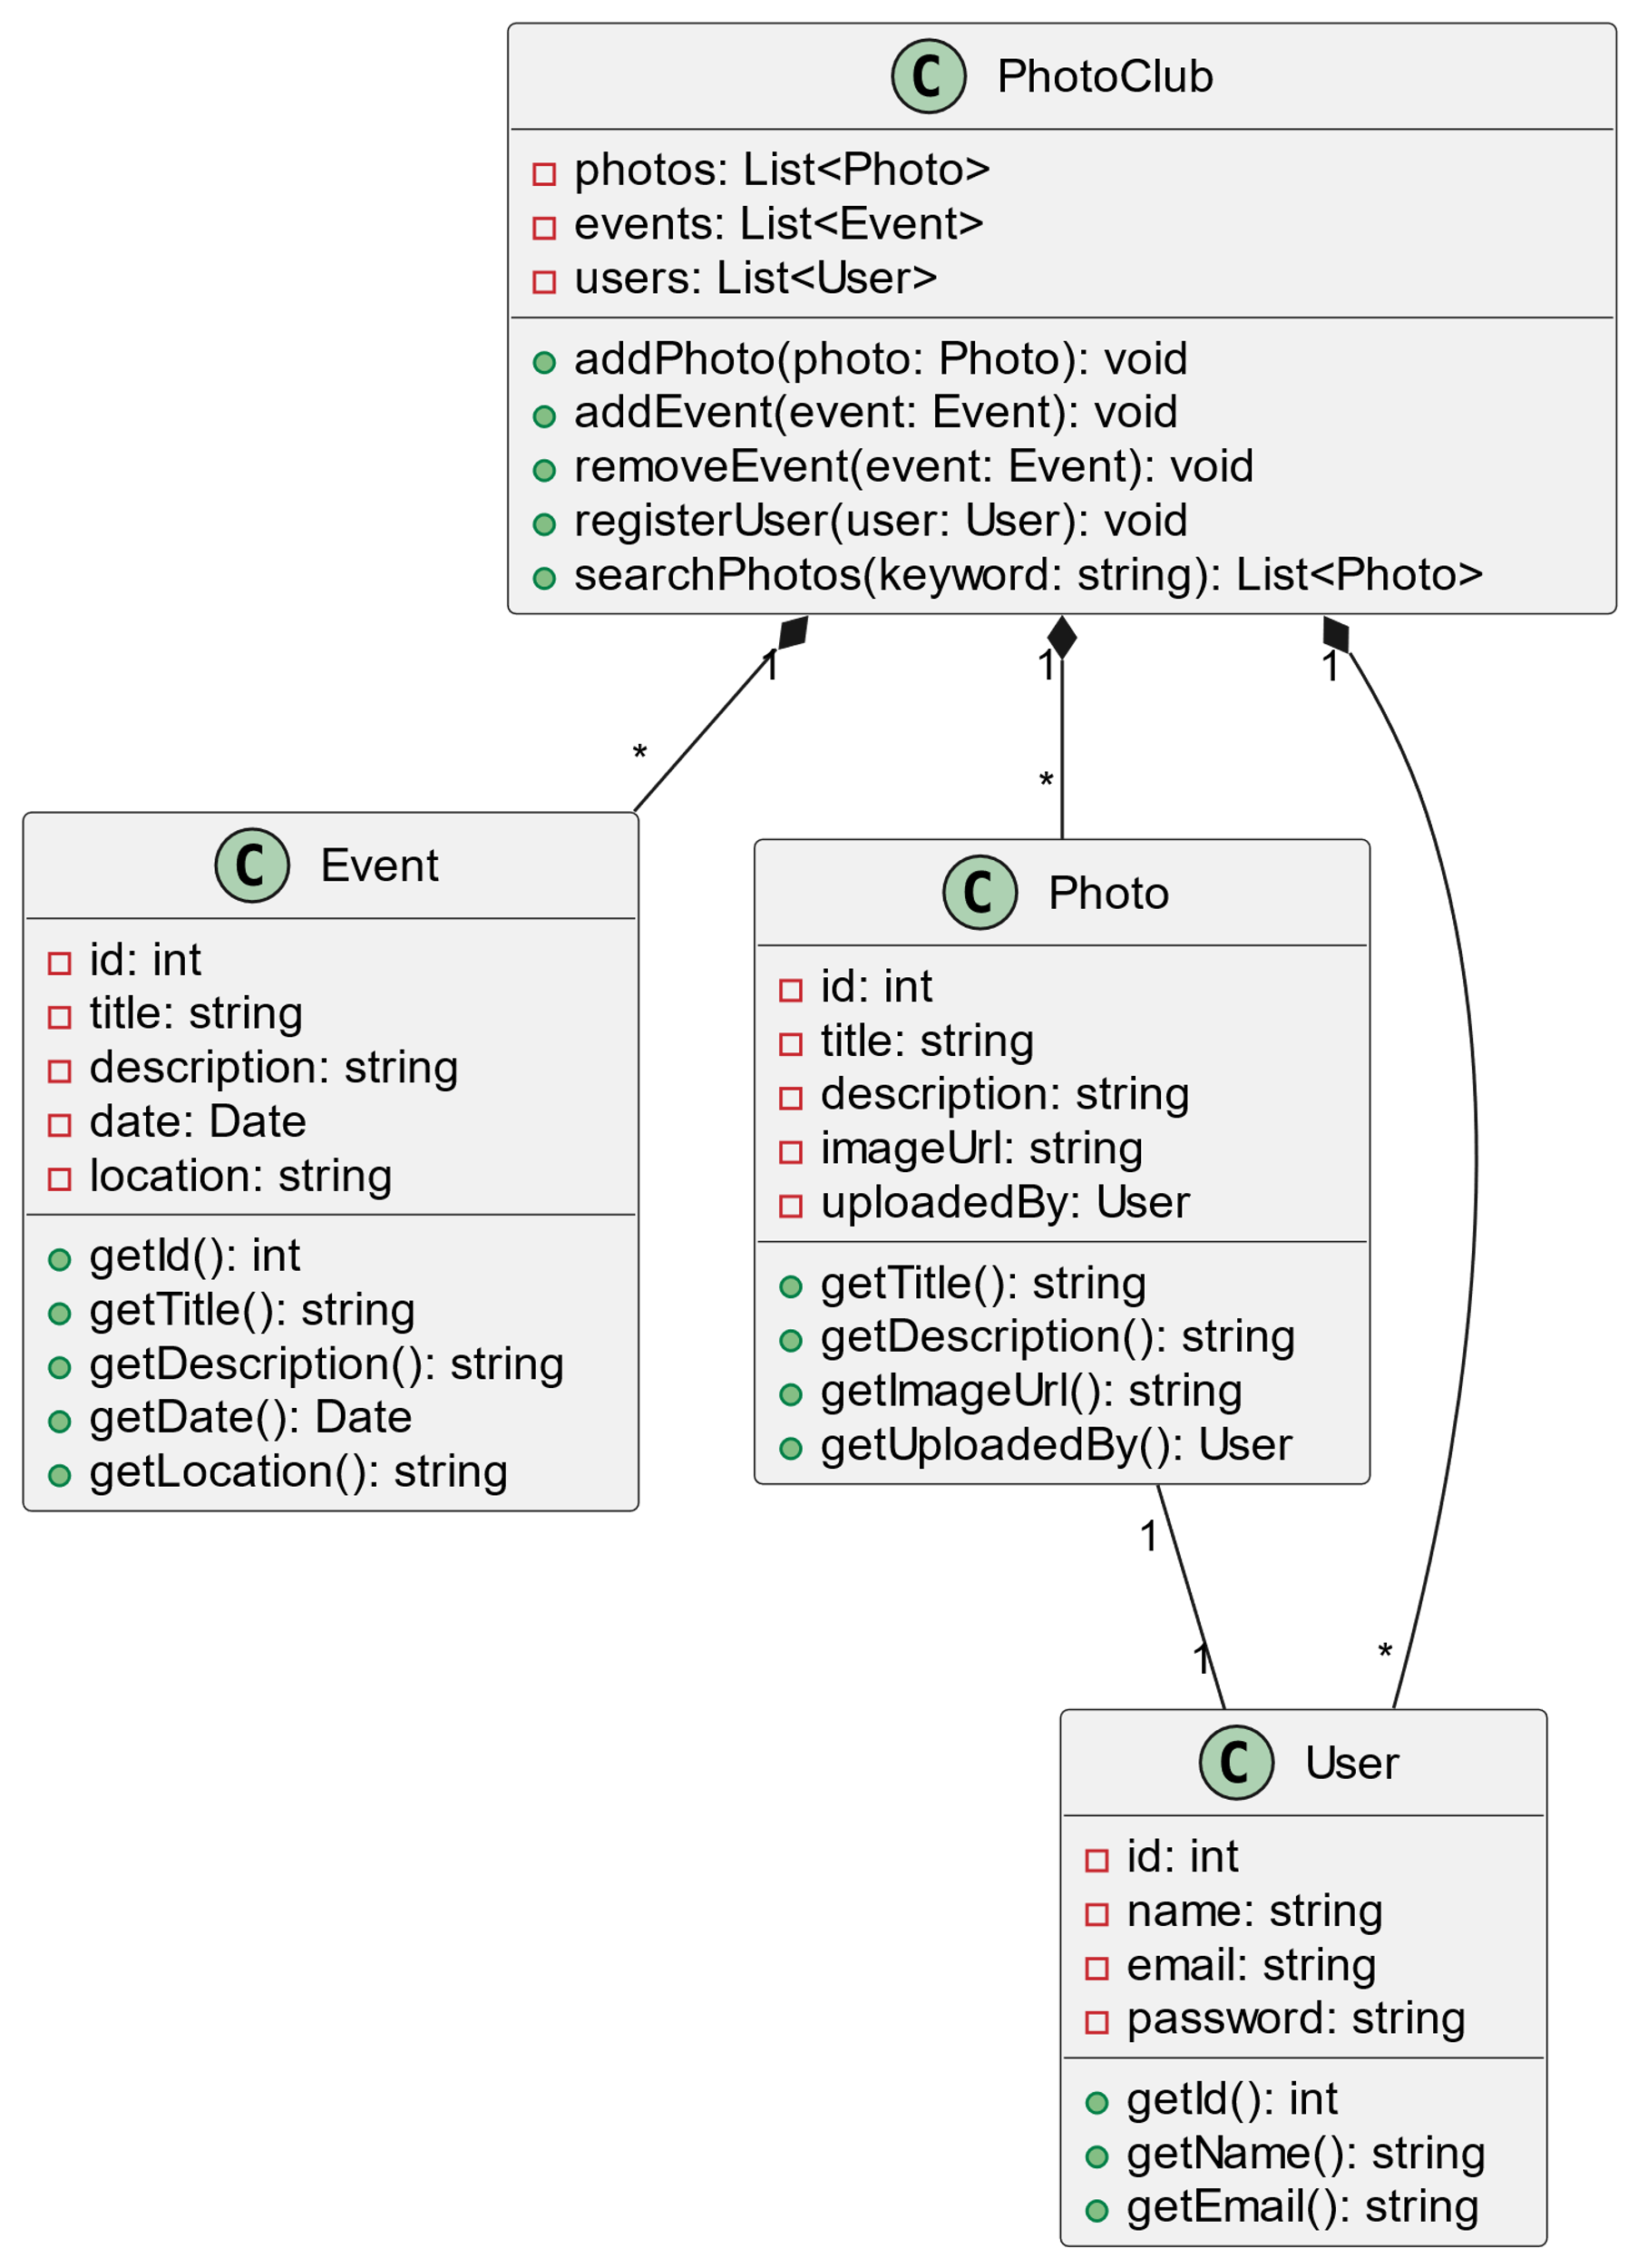 C PhotoClub
photos: List<Photo>
events: List<Event>
users: List<User>
addPhoto(photo: Photo): void
addEvent(event: Event): void
removeEvent(event: Event): void
registerUser(user: User): void
searchPhotos(keyword: string): List<Photo>
1 1 1
*
*
C Event
id: int
title: string
description: string
date: Date
location: string
getId(): int
getTitle(): string
getDescription(): string
getDate(): Date
getLocation(): string
C Photo
id: int
title: string
description: string
imageUrl: string
uploadedBy: User
getTitle(): string
getDescription(): string
getImageUrl(): string
getUploadedBy(): User
1
1 *
C User
id: int
name: string
email: string
password: string
getId(): int
getName(): string
getEmail(): string